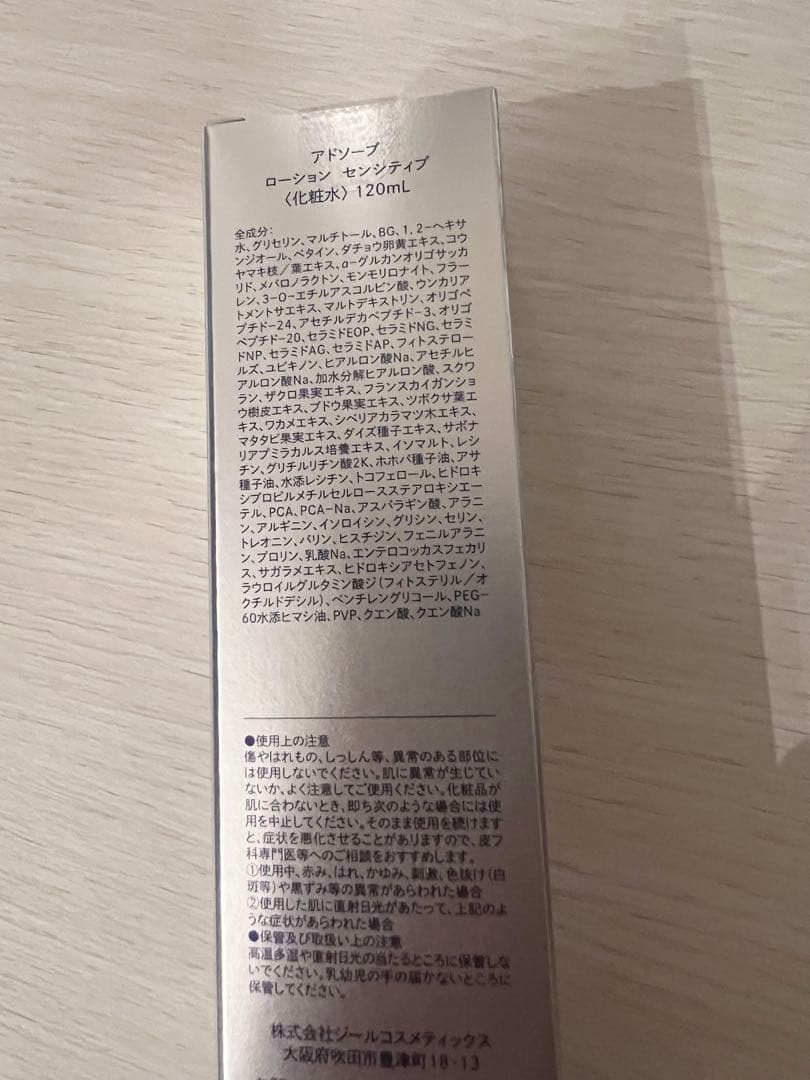 アドソーブ
ローション センシティブ
〈化粧水〉120mL
全成分:
水、グリセリン、マルチトール、BG、1,2-ヘキサ
ンジオール、ベタイン、ダチョウ卵黄エキス、コウ
ヤマキ枝/葉エキス、α-グルカンオリゴサッカ
リド、メバロノラクトン、モンモリロナイト、フラー
レン、3-O-エチルアスコルビン酸、ウンカリア
トメントサエキス、マルトデキストリン、オリゴペ
プチド-24、アセチルデカペプチド-3、オリゴ
ペプチド-20、セラミドEOP、セラミドNG、セラミ
ドNP、セラミドAG、セラミドAP、フィトステロー
ルズ、ユビキノン、ヒアルロン酸Na、アセチルヒ
アルロン酸Na、加水分解ヒアルロン酸、スクワ
ラン、ザクロ果実エキス、フランスカイガンショ
ウ樹皮エキス、ブドウ果実エキス、ツボクサ葉エ
キス、ワカメエキス、シベリアカラマツ木エキス、
マタタビ果実エキス、ダイズ種子エキス、サポナ
リアプミラカルス培養エキス、イソマルト、レシ
チン、グリチルリチン酸2K、ホホバ種子油、アサ
種子油、水添レシチン、トコフェロール、ヒドロキ
シプロピルメチルセルロースステアロキシエー
テル、PCA、PCA-Na、アスパラギン酸、アラニ
ン、アルギニン、イソロイシン、グリシン、セリン、
トレオニン、バリン、ヒスチジン、フェニルアラニ
ン、プロリン、乳酸Na、エンテロコッカスフェカリ
ス、サガラメエキス、ヒドロキシアセトフェノン、
ラウロイルグルタミン酸ジ(フィトステリル/オ
クチルドデシル)、ペンチレングリコール、PEG-
60水添ヒマシ油、PVP、クエン酸、クエン酸Na
●使用上の注意
傷やはれもの、しっしん等、異常のある部位に
は使用しないでください。肌に異常が生じてい
ないか、よく注意してご使用ください。化粧品が
肌に合わないとき、即ち次のような場合には使
用を中止してください。そのまま使用を続けます
と、症状を悪化させることがありますので、皮フ
科専門医等へのご相談をおすすめします。
①使用中、赤み、はれ、かゆみ、刺激、色抜け(白
斑等)や黒ずみ等の異常があらわれた場合
②使用した肌に直射日光があたって、上記のよ
うな症状があらわれた場合
●保管及び取扱い上の注意
高温多湿や直射日光の当たるところに保管しな
いでください。乳幼児の手の届かないところに
保管してください。
株式会社ジールコスメティックス
大阪府吹田市豊津町18-13